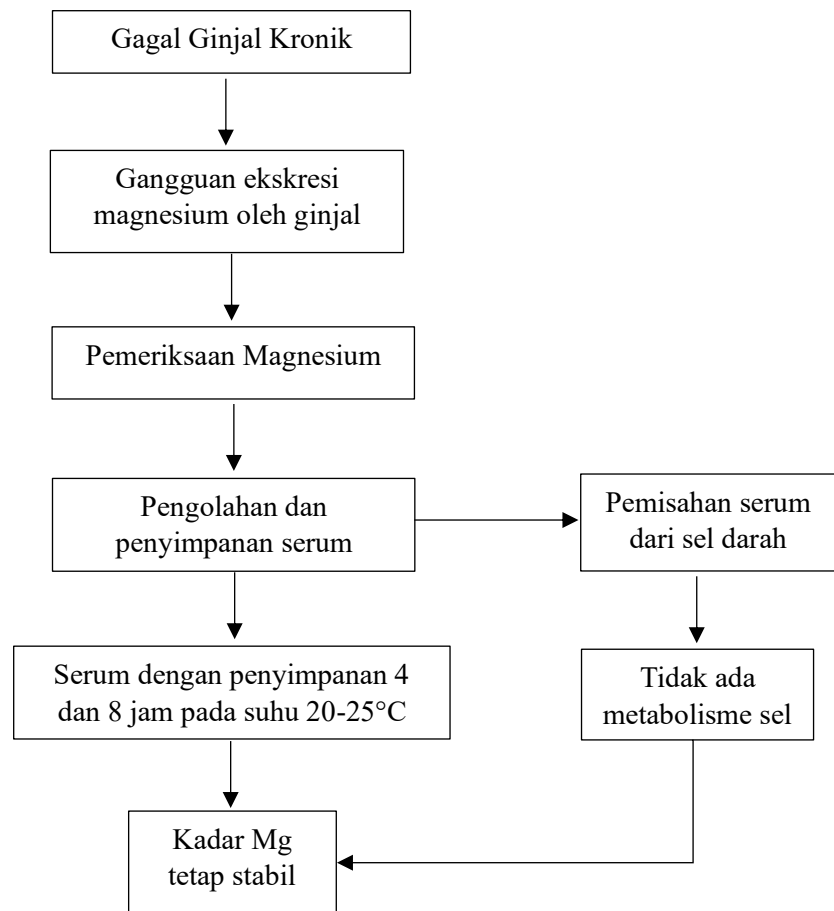 Gagal Ginjal Kronik
Gangguan ekskresi
magnesium oleh ginjal
Pemeriksaan Magnesium
Pengolahan dan
penyimpanan serum
Pemisahan serum
dari sel darah
Serum dengan penyimpanan 4
dan 8 jam pada suhu 20-25°C
Tidak ada
metabolisme sel
Kadar Mg
tetap stabil